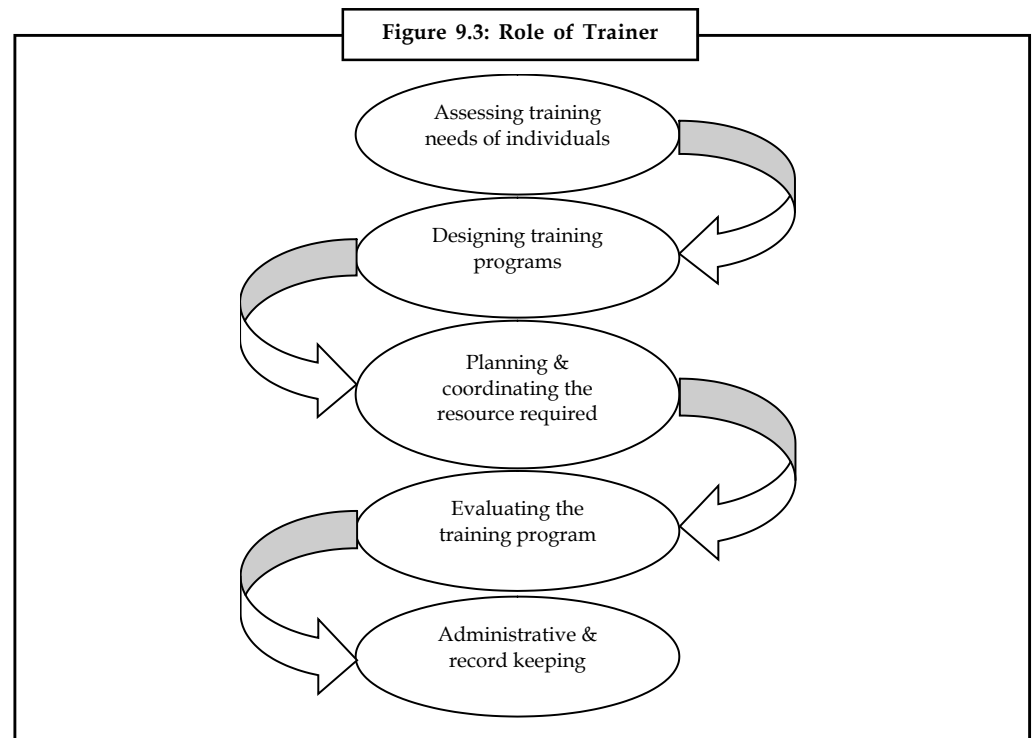 Figure 9.3: Role of Trainer
Assessing training
needs of individuals
Designing training
programs
Planning &
coordinating the
resource required
Evaluating the
training program
Administrative &
record keeping